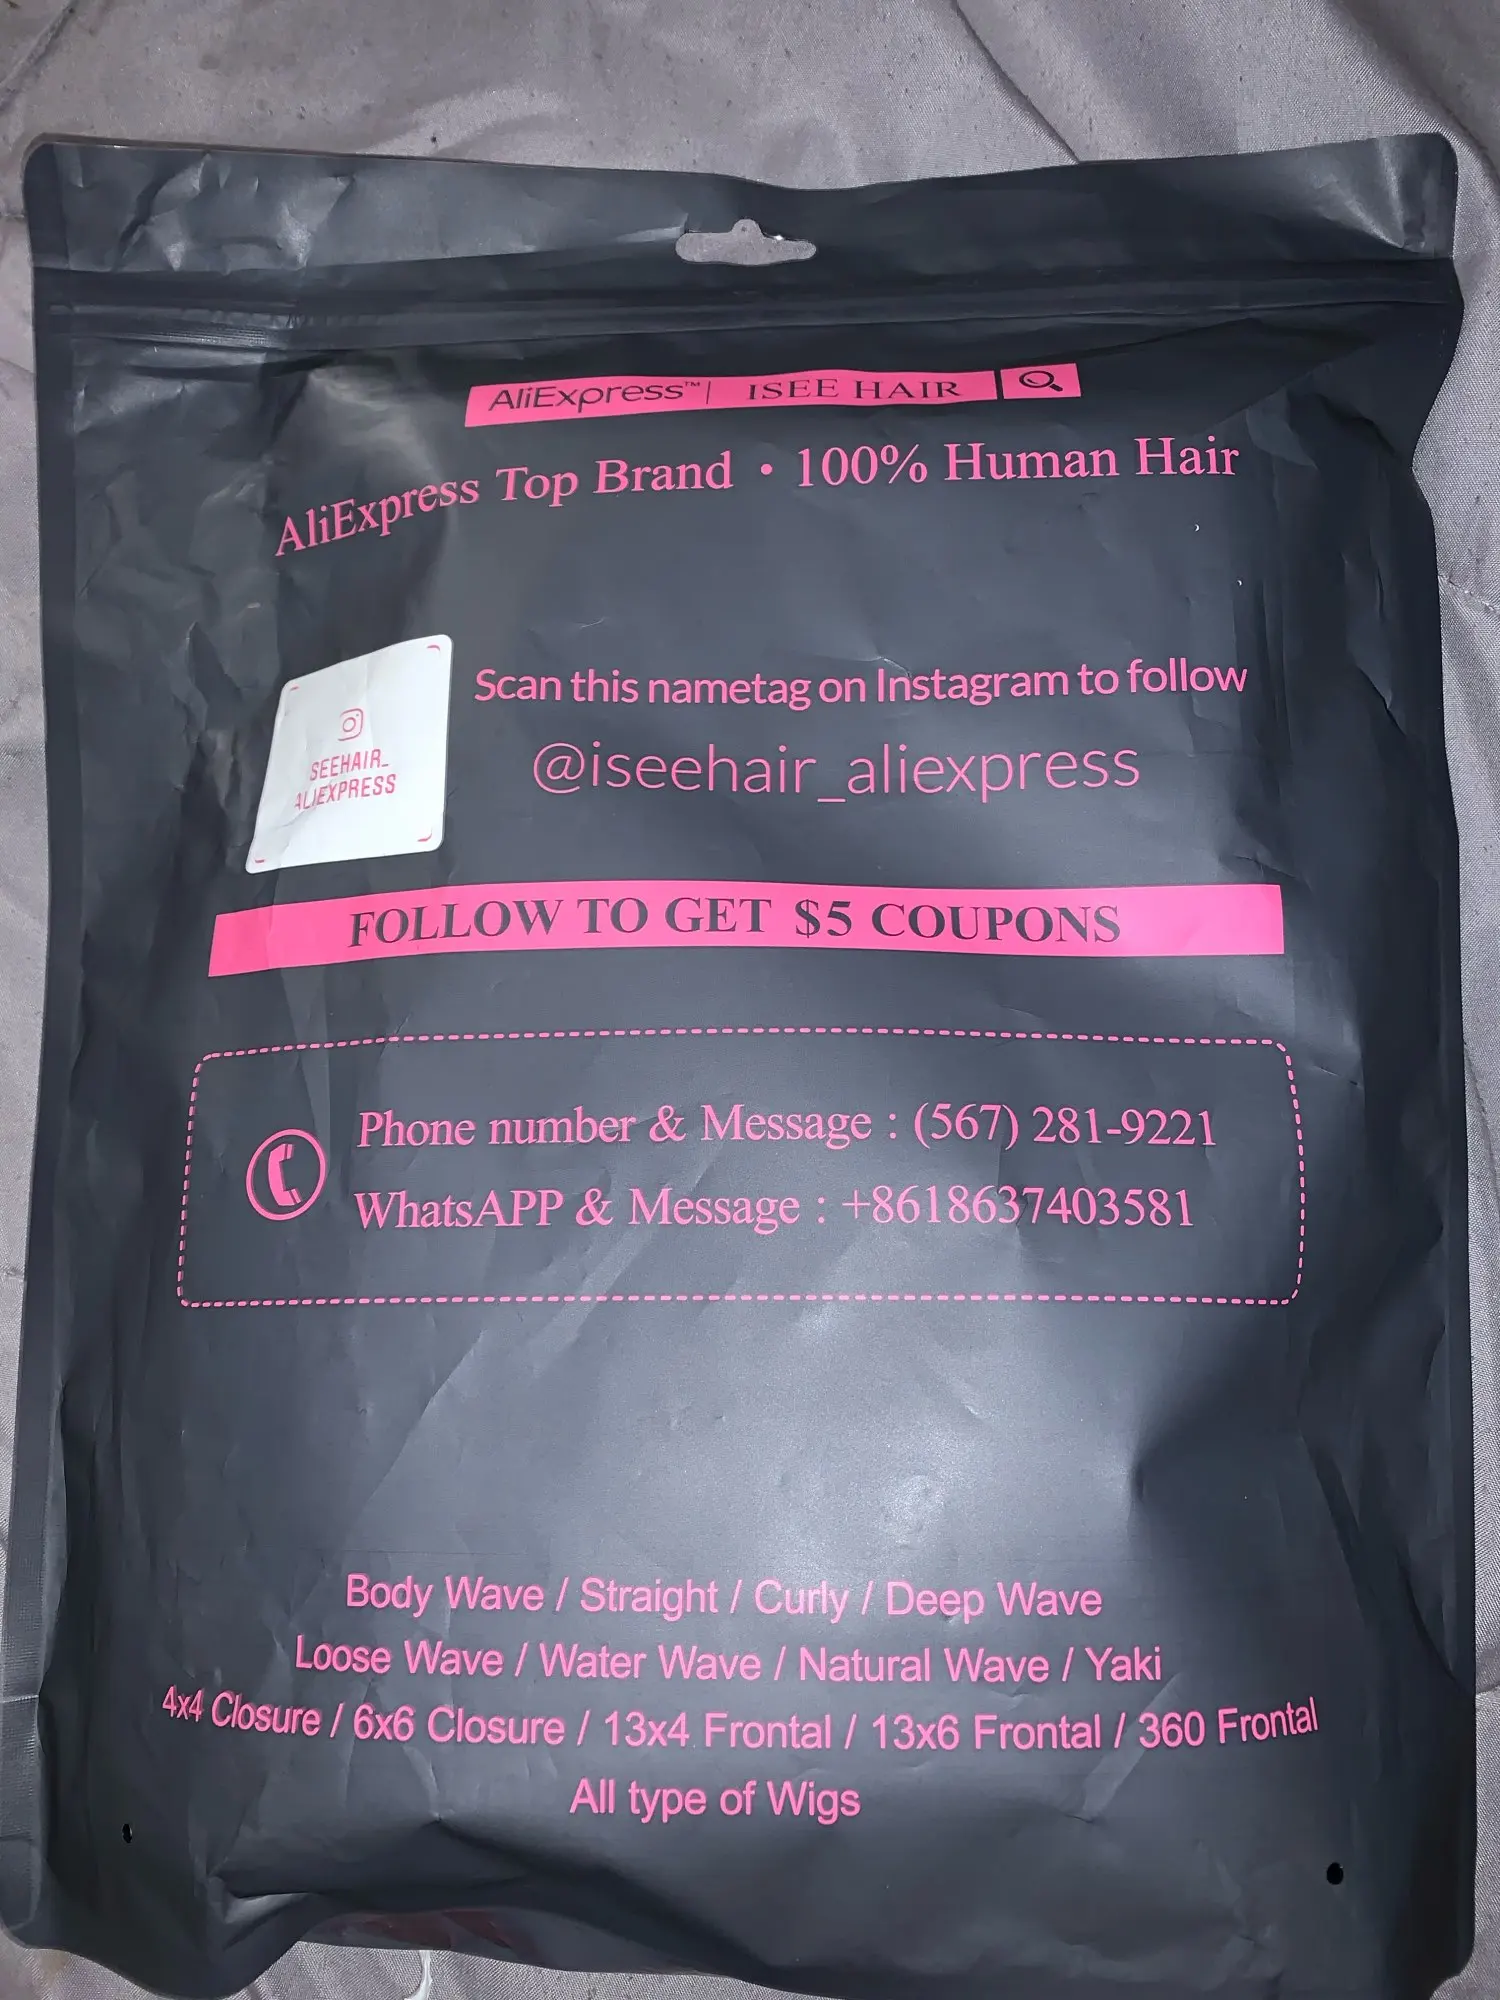 AliExpress™ | ISEE HAIR
AliExpress Top Brand • 100% Human Hair
SEEHAIR_
ALIEXPRESS
Scan this nametag on Instagram to follow
@iseehair_aliexpress
FOLLOW TO GET $5 COUPONS
Phone number & Message : (567) 281-9221
WhatsAPP & Message : +8618637403581
Body Wave / Straight / Curly / Deep Wave
Loose Wave / Water Wave / Natural Wave / Yaki
4x4 Closure / 6x6 Closure / 13x4 Frontal / 13x6 Frontal / 360 Frontal
All type of Wigs